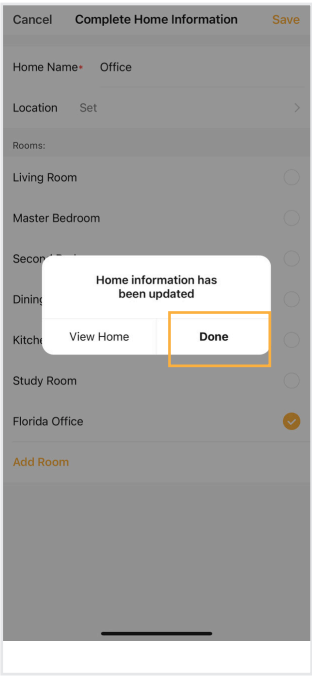 Cancel Complete Home Information Save
Home Name* Office
Location Set
Rooms:
Living Room
Master Bedroom
Home information has
been updated
View Home Done
Study Room
Florida Office
Add Room